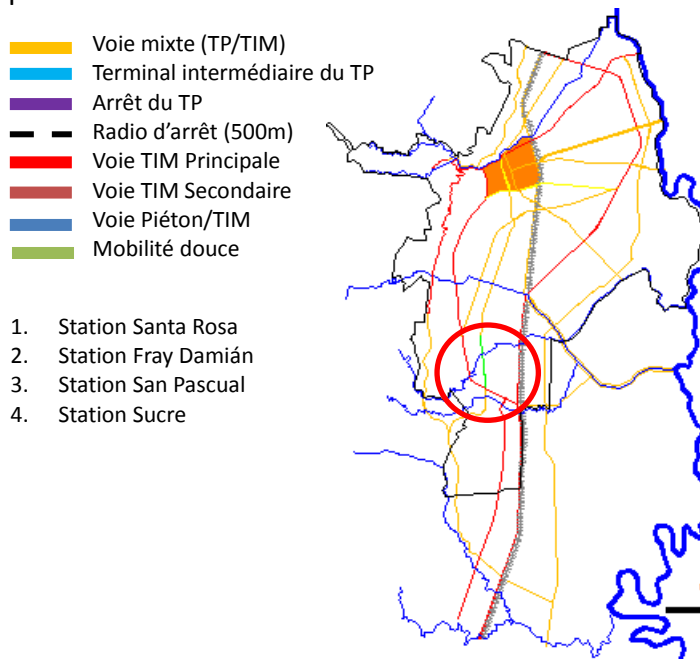 Voie mixte (TP/TIM)
Terminal intermédiaire du TP
Arrêt du TP
Radio d'arrêt (500m)
Voie TIM Principale
Voie TIM Secondaire
Voie Piéton/TIM
Mobilité douce
1. Station Santa Rosa
2. Station Fray Damián
3. Station San Pascual
4. Station Sucre